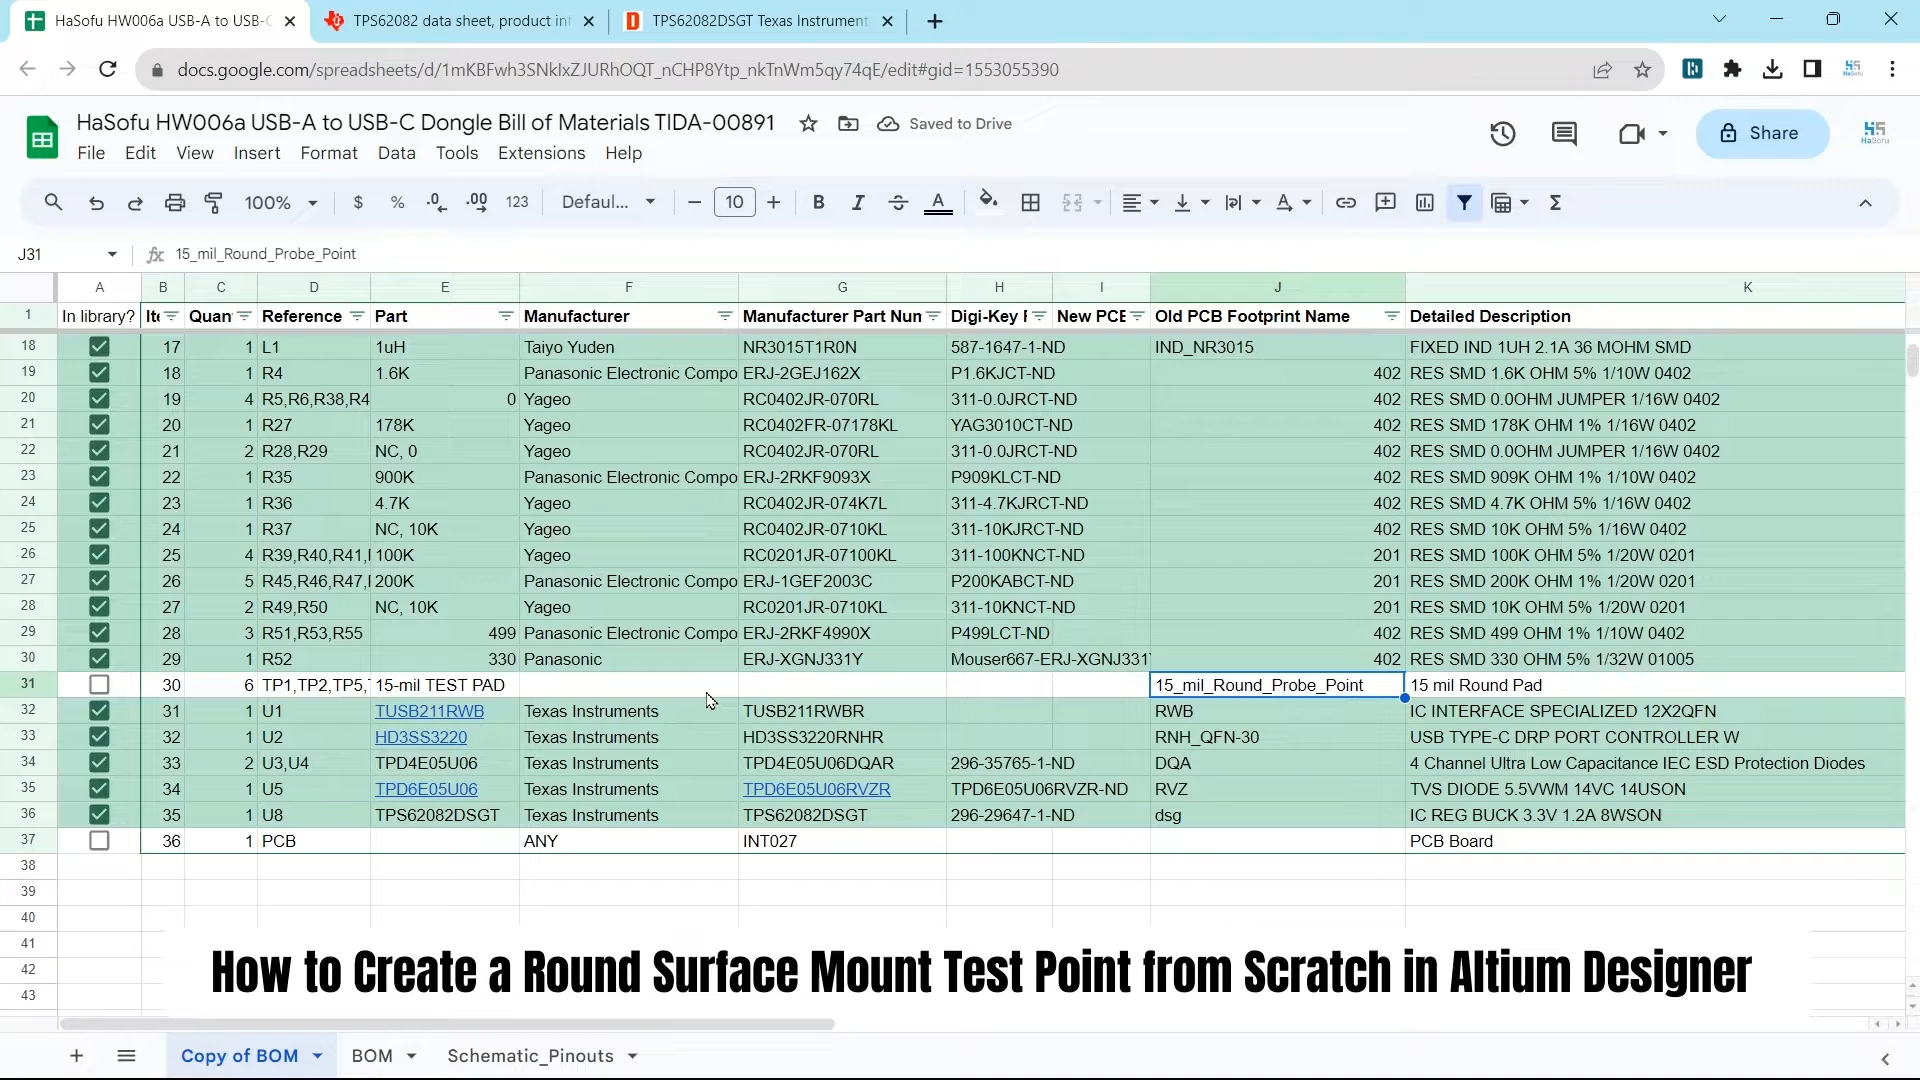 HaSofu HW006a USB-A to USB-C
TPS62082 data sheet, product in
TPS62082DSGT Texas Instrument
docs.google.com/spreadsheets/d/1mKBFwh3SNkIxZJURhOQT_nCHP8Ytp_nkTnWm5qy74qE/edit#gid=1553055390
HaSofu HW006a USB-A to USB-C Dongle Bill of Materials TIDA-00891
Saved to Drive
File Edit View Insert Format Data Tools Extensions Help
Share
HaSofu
100% $ % .0 .00 123 Defaul... − 10 + B I A
J31 fx 15_mil_Round_Probe_Point
A B C D E F G H I J K
1 In library? Ite Quan Reference Part Manufacturer Manufacturer Part Num Digi-Key New PCE Old PCB Footprint Name Detailed Description
18 17 1 L1 1uH Taiyo Yuden NR3015T1R0N 587-1647-1-ND IND_NR3015 FIXED IND 1UH 2.1A 36 MOHM SMD
19 18 1 R4 1.6K Panasonic Electronic Compo ERJ-2GEJ162X P1.6KJCT-ND 402 RES SMD 1.6K OHM 5% 1/10W 0402
20 19 4 R5,R6,R38,R4 0 Yageo RC0402JR-070RL 311-0.0JRCT-ND 402 RES SMD 0.0OHM JUMPER 1/16W 0402
21 20 1 R27 178K Yageo RC0402FR-07178KL YAG3010CT-ND 402 RES SMD 178K OHM 1% 1/16W 0402
22 21 2 R28,R29 NC, 0 Yageo RC0402JR-070RL 311-0.0JRCT-ND 402 RES SMD 0.0OHM JUMPER 1/16W 0402
23 22 1 R35 900K Panasonic Electronic Compo ERJ-2RKF9093X P909KLCT-ND 402 RES SMD 909K OHM 1% 1/10W 0402
24 23 1 R36 4.7K Yageo RC0402JR-074K7L 311-4.7KJRCT-ND 402 RES SMD 4.7K OHM 5% 1/16W 0402
25 24 1 R37 NC, 10K Yageo RC0402JR-0710KL 311-10KJRCT-ND 402 RES SMD 10K OHM 5% 1/16W 0402
26 25 4 R39,R40,R41, 100K Yageo RC0201JR-07100KL 311-100KNCT-ND 201 RES SMD 100K OHM 5% 1/20W 0201
27 26 5 R45,R46,R47, 200K Panasonic Electronic Compo ERJ-1GEF2003C P200KABCT-ND 201 RES SMD 200K OHM 1% 1/20W 0201
28 27 2 R49,R50 NC, 10K Yageo RC0201JR-0710KL 311-10KNCT-ND 201 RES SMD 10K OHM 5% 1/20W 0201
29 28 3 R51,R53,R55 499 Panasonic Electronic Compo ERJ-2RKF4990X P499LCT-ND 402 RES SMD 499 OHM 1% 1/10W 0402
30 29 1 R52 330 Panasonic ERJ-XGNJ331Y Mouser667-ERJ-XGNJ331Y 402 RES SMD 330 OHM 5% 1/32W 01005
31 30 6 TP1,TP2,TP5, 15-mil TEST PAD 15_mil_Round_Probe_Point 15 mil Round Pad
32 31 1 U1 TUSB211RWB Texas Instruments TUSB211RWBR RWB IC INTERFACE SPECIALIZED 12X2QFN
33 32 1 U2 HD3SS3220 Texas Instruments HD3SS3220RNHR RNH_QFN-30 USB TYPE-C DRP PORT CONTROLLER W
34 33 2 U3,U4 TPD4E05U06 Texas Instruments TPD4E05U06DQAR 296-35765-1-ND DQA 4 Channel Ultra Low Capacitance IEC ESD Protection Diodes
35 34 1 U5 TPD6E05U06 Texas Instruments TPD6E05U06RVZR TPD6E05U06RVZR-ND RVZ TVS DIODE 5.5VWM 14VC 14USON
36 35 1 U8 TPS62082DSGT Texas Instruments TPS62082DSGT 296-29647-1-ND dsg IC REG BUCK 3.3V 1.2A 8WSON
37 36 1 PCB ANY INT027 PCB Board
38
39
40
41
42
43
How to Create a Round Surface Mount Test Point from Scratch in Altium Designer
Copy of BOM BOM Schematic_Pinouts